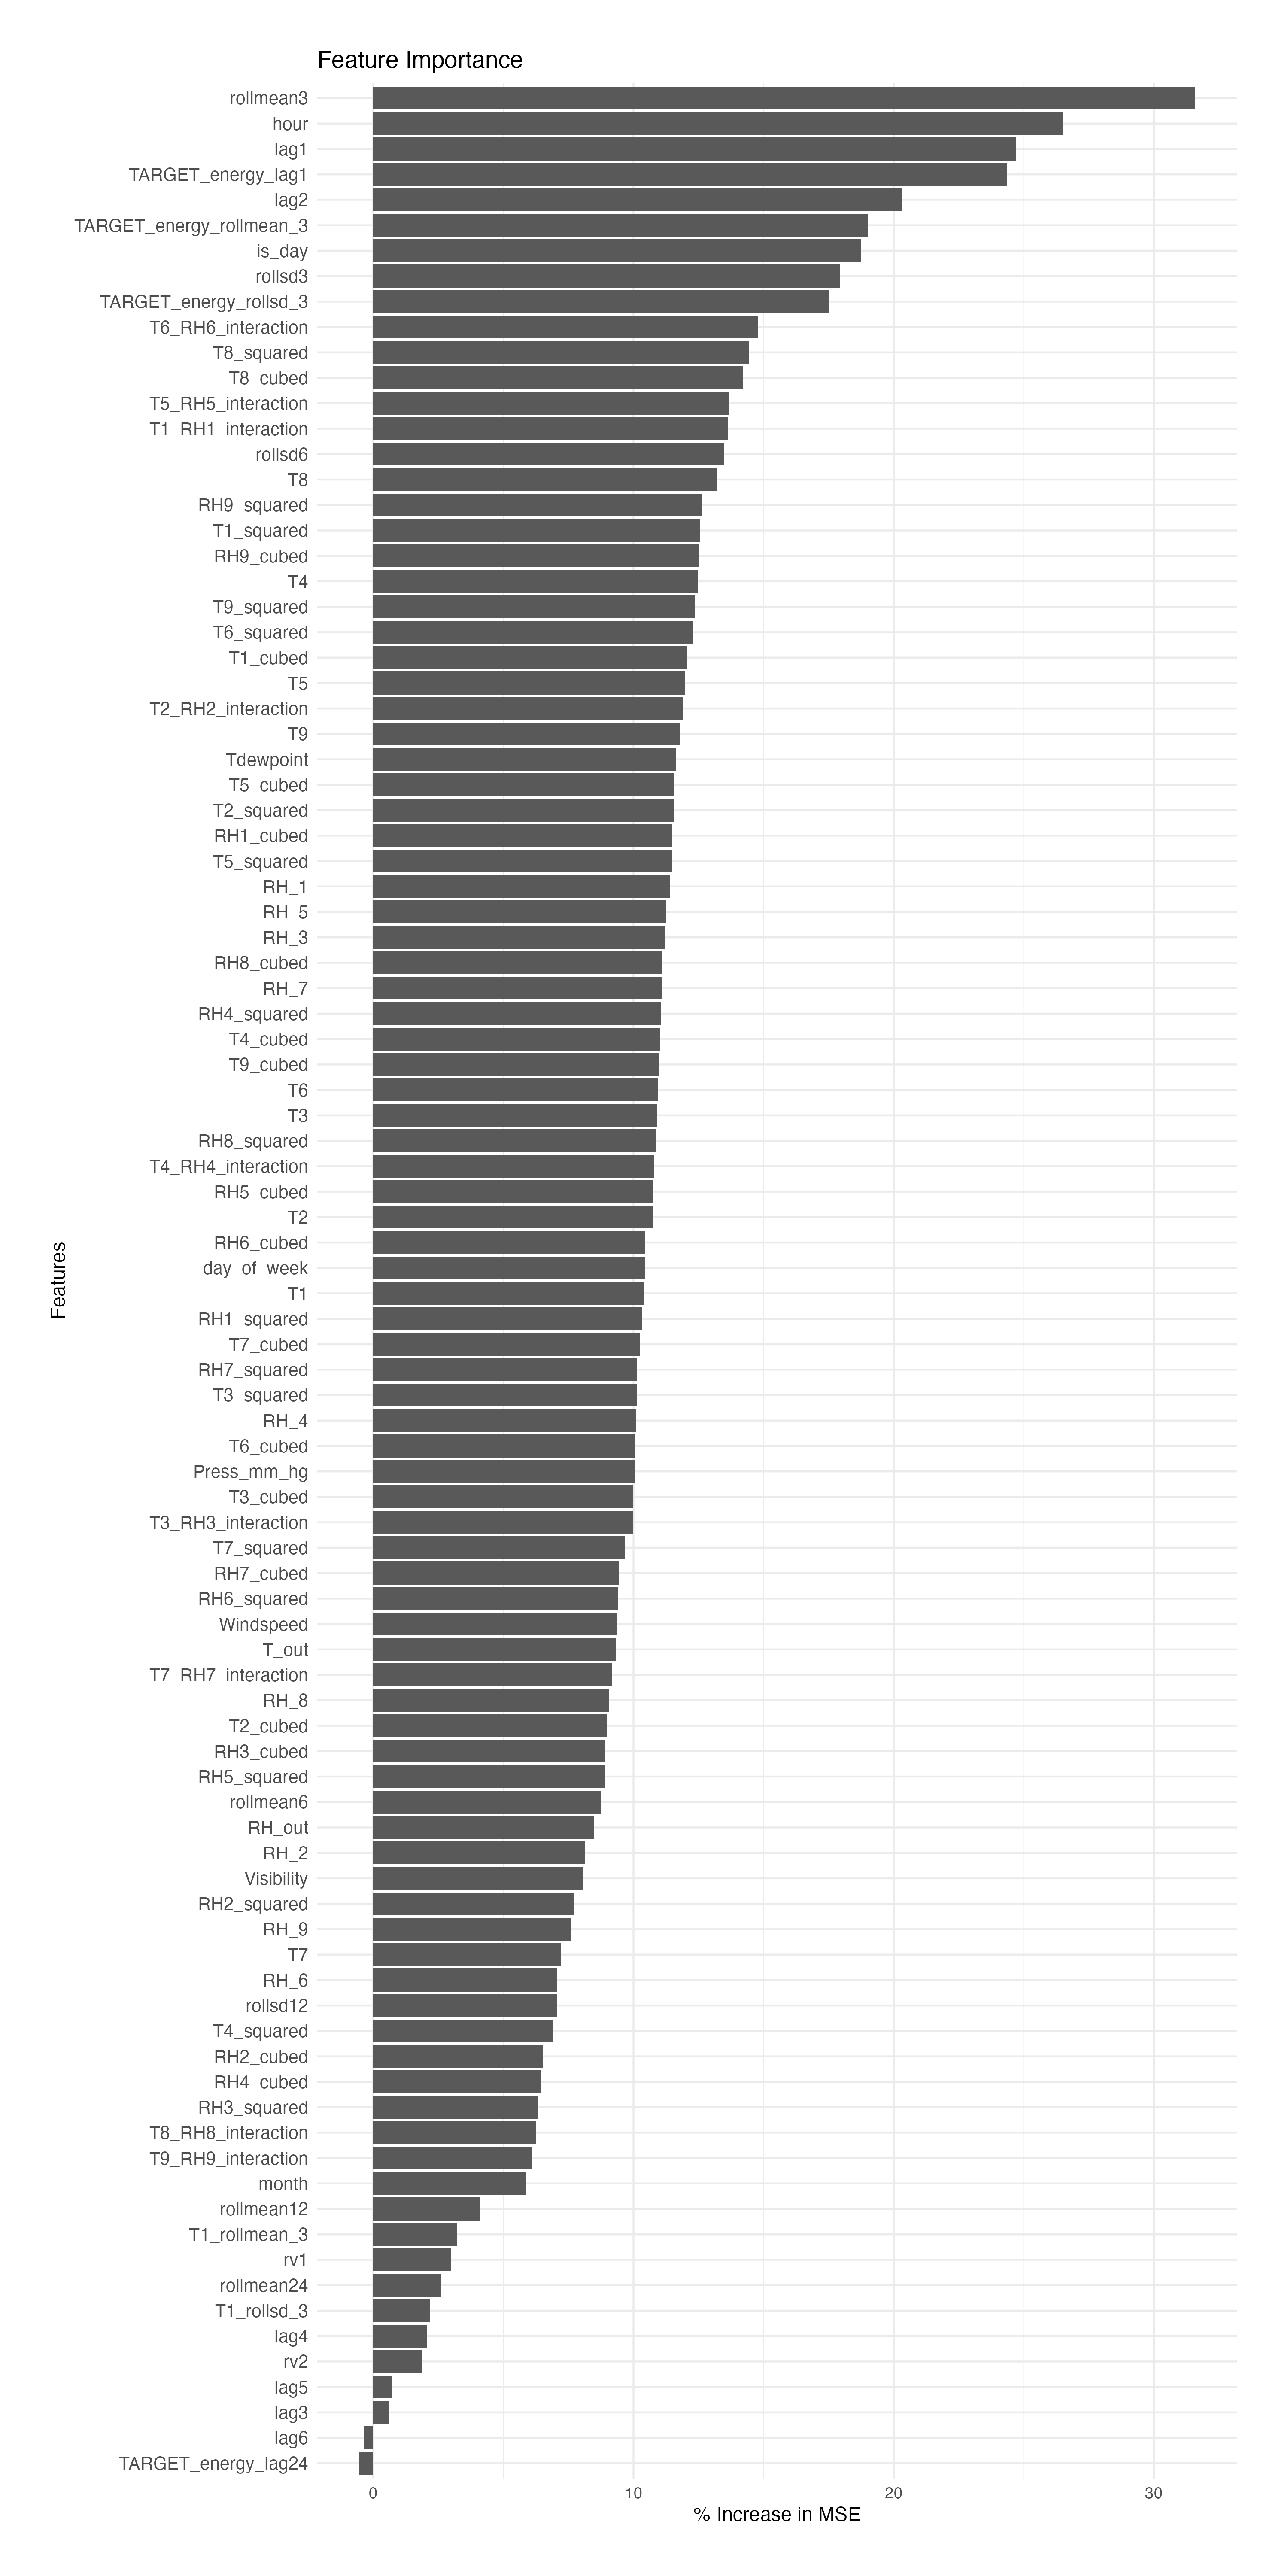 Feature Importance
rollmean3
hour
lag1
TARGET_energy_lag1
lag2
TARGET_energy_rollmean_3
is_day
rollsd3
TARGET_energy_rollsd_3
T6_RH6_interaction
T8_squared
T8_cubed
T5_RH5_interaction
T1_RH1_interaction
rollsd6
T8
RH9_squared
T1_squared
RH9_cubed
T4
T9_squared
T6_squared
T1_cubed
T5
T2_RH2_interaction
T9
Tdewpoint
T5_cubed
T2_squared
RH1_cubed
T5_squared
RH_1
RH_5
RH_3
RH8_cubed
RH_7
RH4_squared
T4_cubed
T9_cubed
T6
T3
RH8_squared
T4_RH4_interaction
RH5_cubed
T2
RH6_cubed
day_of_week
T1
RH1_squared
T7_cubed
RH7_squared
T3_squared
RH_4
T6_cubed
Press_mm_hg
T3_cubed
T3_RH3_interaction
T7_squared
RH7_cubed
RH6_squared
Windspeed
T_out
T7_RH7_interaction
RH_8
T2_cubed
RH3_cubed
RH5_squared
rollmean6
RH_out
RH_2
Visibility
RH2_squared
RH_9
T7
RH_6
rollsd12
T4_squared
RH2_cubed
RH4_cubed
RH3_squared
T8_RH8_interaction
T9_RH9_interaction
month
rollmean12
T1_rollmean_3
rv1
rollmean24
T1_rollsd_3
lag4
rv2
lag5
lag3
lag6
TARGET_energy_lag24
Features
0 10 20 30
% Increase in MSE